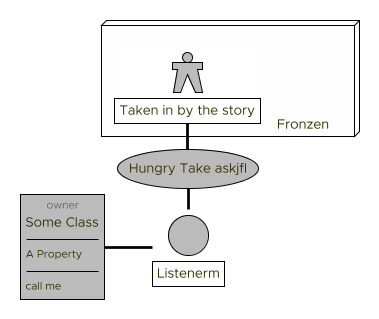 Taken in by the story
Fronzen
Hungry Take askjfl
owner
Some Class
A Property
call me
Listenerm